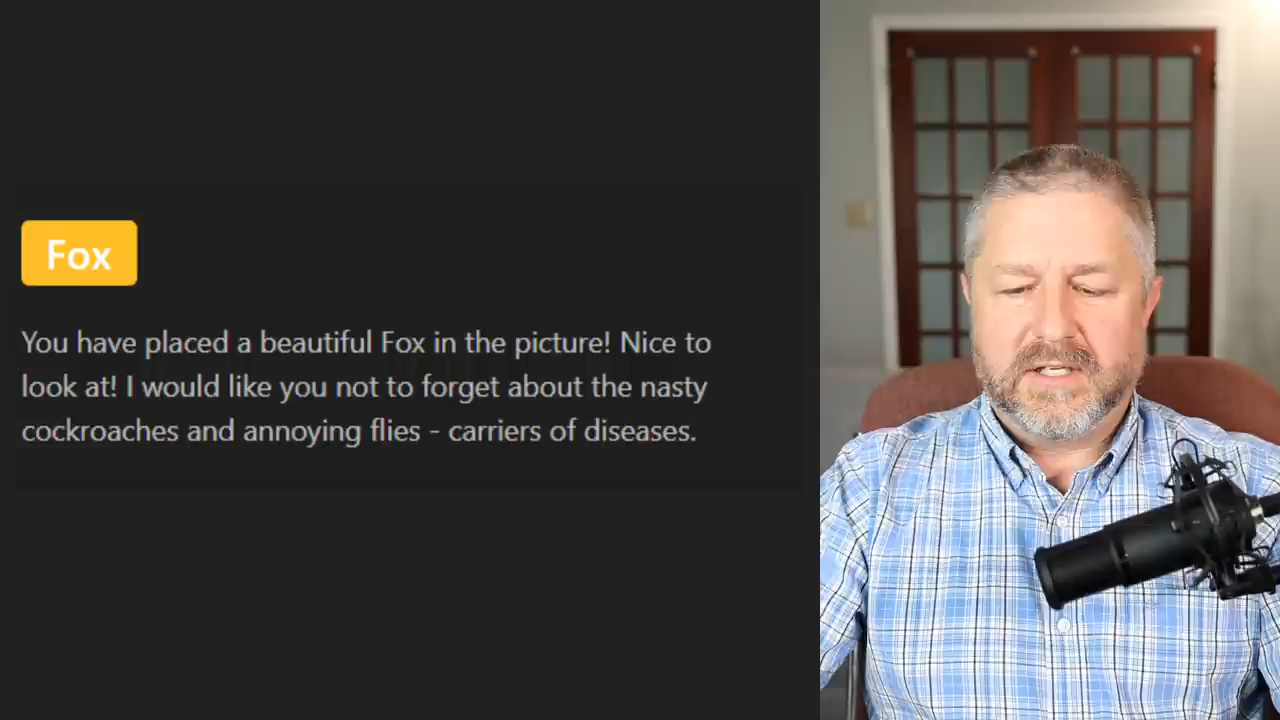 Fox
You have placed a beautiful Fox in the picture! Nice to
look at! I would like you not to forget about the nasty
cockroaches and annoying flies - carriers of diseases.